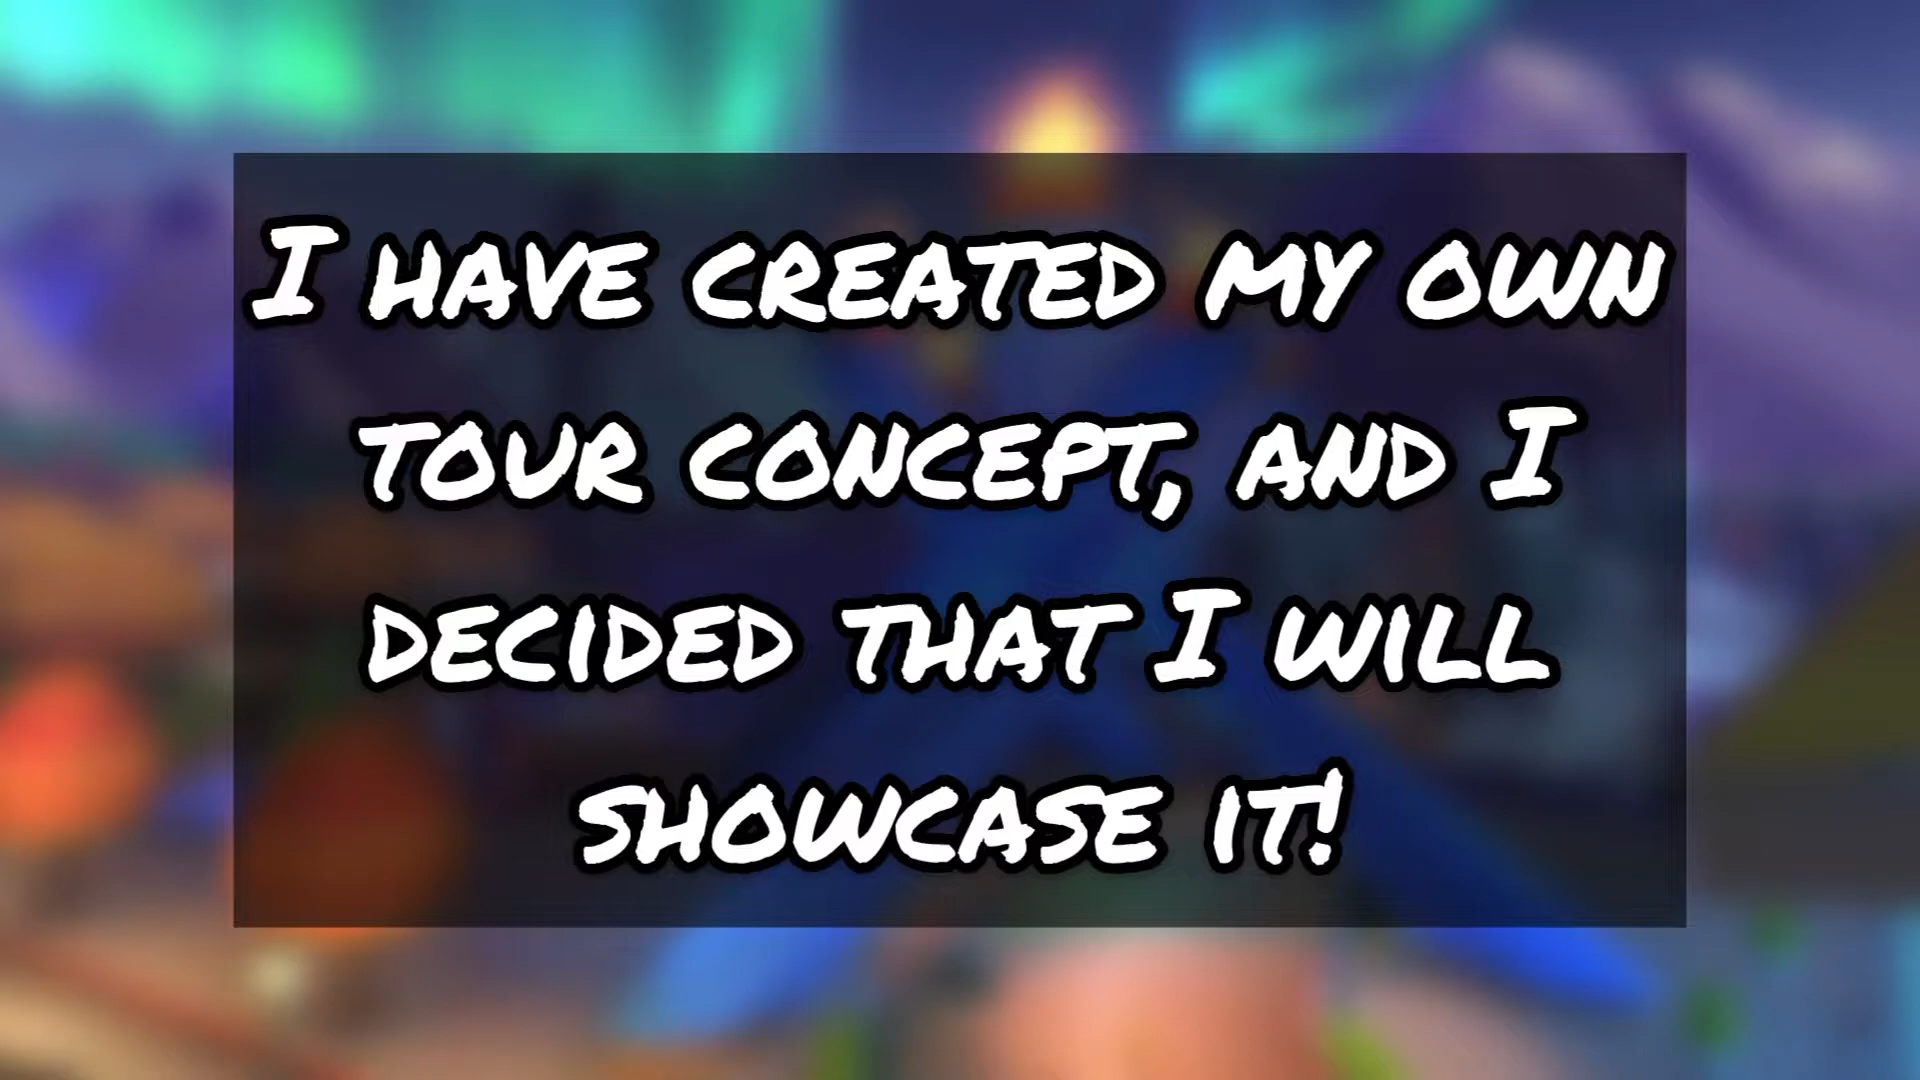 I HAVE CREATED MY OWN
TOUR CONCEPT, AND I
DECIDED THAT I WILL
SHOWCASE IT!